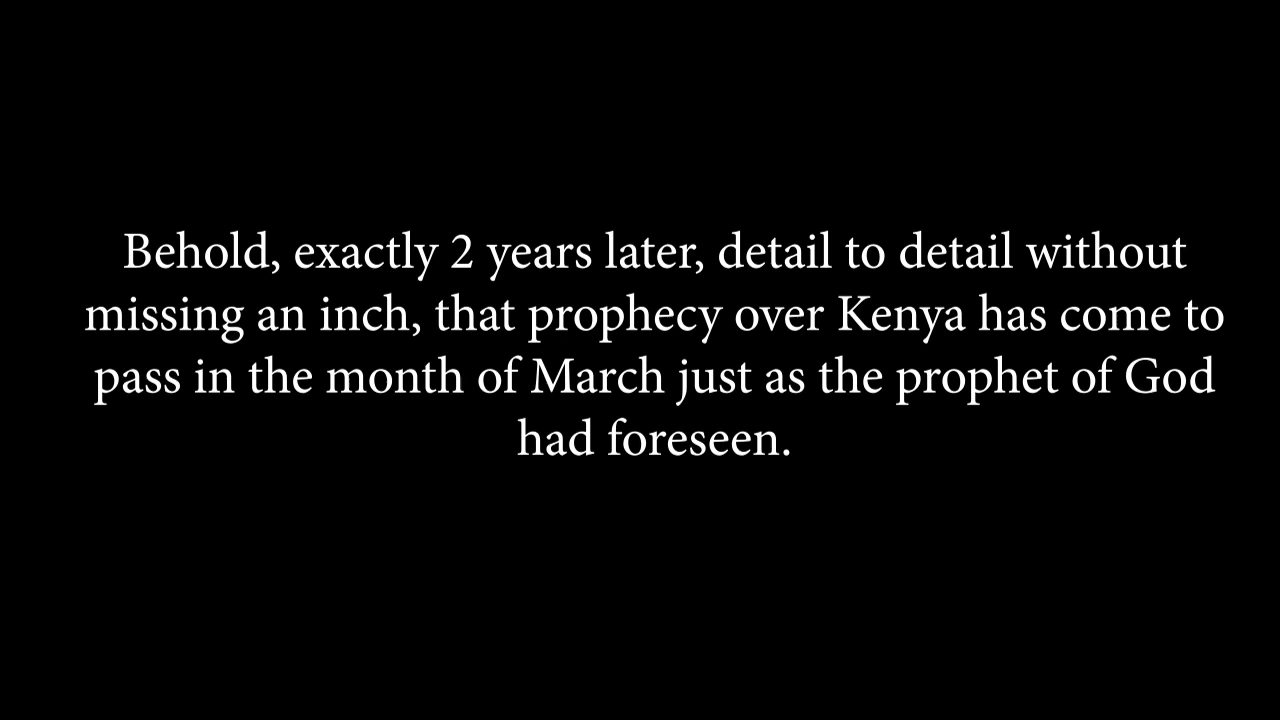 Behold, exactly 2 years later, detail to detail without
missing an inch, that prophecy over Kenya has come to
pass in the month of March just as the prophet of God
had foreseen.